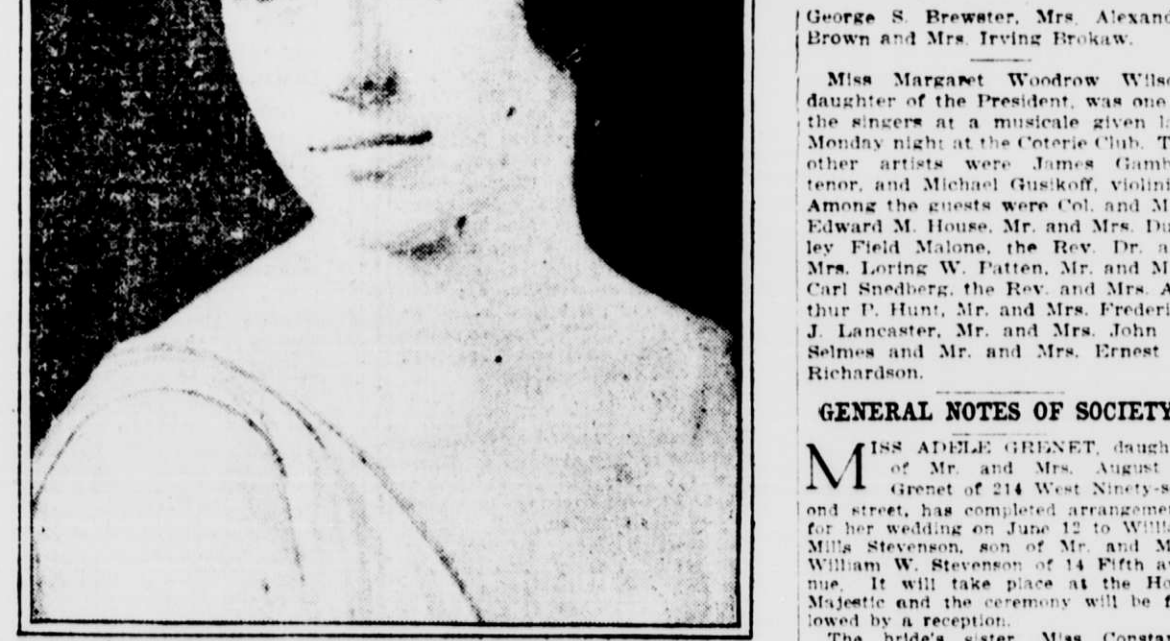 George S. Brewster, Mrs. Alexand
Brown and Mrs. Irving Brokaw.
Miss Margaret Woodrow Wils
daughter of the President, was one
the singers at a musicale given l
Monday night at the Coterie Club. T
other artists were James Gamb
tenor, and Michael Gusikoff, violini
Among the guests were Col. and M
Edward M. House, Mr. and Mrs. Du
ley Field Malone, the Rev. Dr. a
Mrs. Loring W. Patten, Mr. and M
Carl Snedberg, the Rev. and Mrs. A
thur P. Hunt, Mr. and Mrs. Frederi
J. Lancaster, Mr. and Mrs. John
Selmes and Mr. and Mrs. Ernest
Richardson.
GENERAL NOTES OF SOCIETY
MISS ADELE GRENET, daugh
of Mr. and Mrs. August
Grenet of 214 West Ninety-s
ond street, has completed arrangeme
for her wedding on June 12 to Willi
Mills Stevenson, son of Mr. and M
William W. Stevenson of 14 Fifth a
nue. It will take place at the Ho
Majestic and the ceremony will be f
lowed by a reception.
The bride's sister, Miss Constan